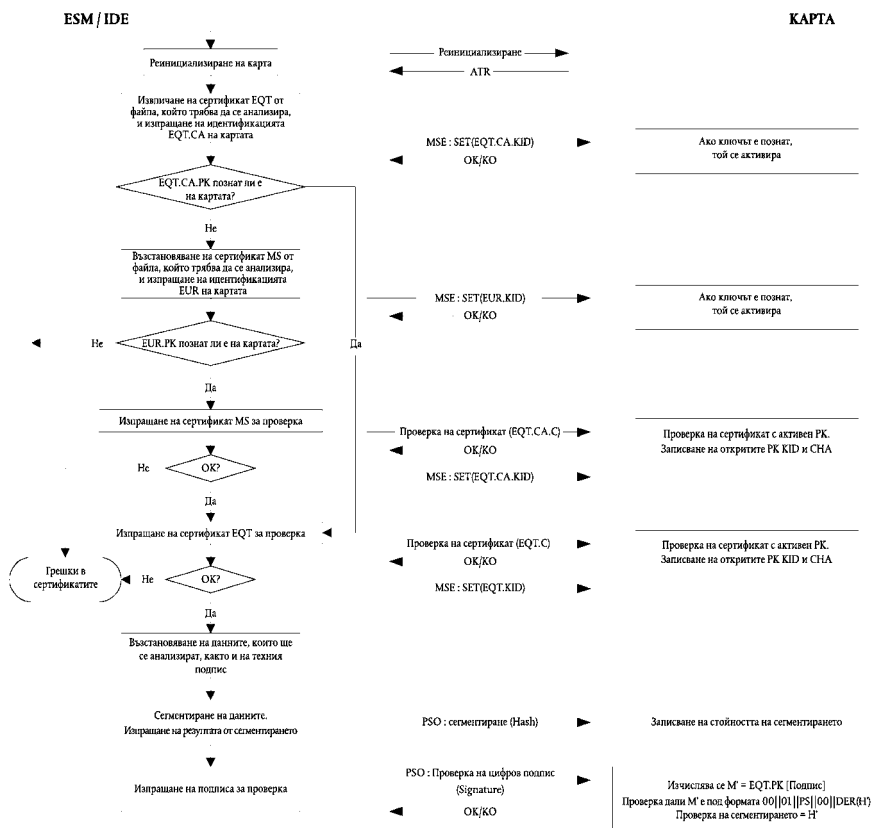 ESM / IDE
КАРТА
Реинициализиране на карта
Реинициализиране
ATR
Извличане на сертификат EQT от
файла, който трябва да се анализира,
и изпращане на идентификацията
EQT.CA на картата
MSE : SET(EQT.CA.KID)
OK/KO
Ако ключът е познат,
той се активира
EQT.CA.PK познат ли е
на картата?
Не
Възстановяване на сертификат MS от
файла, който трябва да се анализира,
и изпращане на идентификацията
EUR на картата
MSE : SET(EUR.KID)
OK/KO
Ако ключът е познат,
той се активира
Не
EUR.PK познат ли е на картата?
Да
Да
Изпращане на сертификат MS за проверка
Проверка на сертификат (EQT.CA.C)
OK/KO
Проверка на сертификат с активен PK.
Записване на откритите PK KID и CHA
Не
OK?
MSE : SET(EQT.CA.KID)
Да
Изпращане на сертификат EQT за проверка
Проверка на сертификат (EQT.C)
OK/KO
Проверка на сертификат с активен PK.
Записване на откритите PK KID и CHA
Грешки в
сертификатите
Не
OK?
MSE : SET(EQT.KID)
Да
Възстановяване на данните, които ще
се анализират, както и на техния
подпис
Сегментиране на данните.
Изпращане на резултата от сегментирането
PSO : сегментиране (Hash)
Записване на стойността на сегментирането
Изпращане на подписа за проверка
PSO : Проверка на цифров подпис
(Signature)
OK/KO
Изчислява се M' = EQT.PK [Подпис]
Проверка дали M' е под формата 00||01||PS||00||DER(H')
Проверка на сегментирането = H'